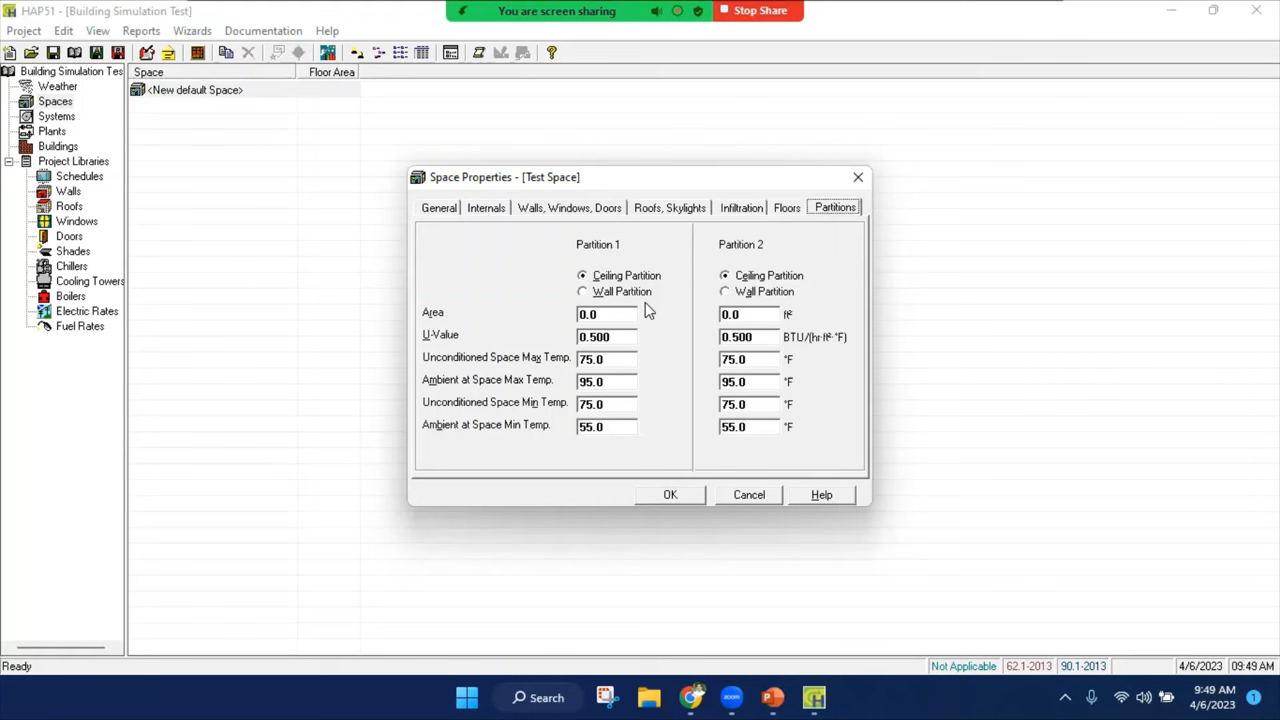 HAP51 - [Building Simulation Test]
You are screen sharing
Stop Share
Project Edit View Reports Wizards Documentation Help
Building Simulation Tes
Weather
Spaces
Systems
Plants
Buildings
Project Libraries
Schedules
Walls
Roofs
Windows
Doors
Shades
Chillers
Cooling Towers
Boilers
Electric Rates
Fuel Rates
Space Floor Area
<New default Space>
Space Properties - [Test Space]
General Internals Walls, Windows, Doors Roofs, Skylights Infiltration Floors Partitions
Partition 1 Partition 2
Ceiling Partition Ceiling Partition
Wall Partition Wall Partition
Area 0.0 0.0 ft²
U-Value 0.500 0.500 BTU/(hr·ft²·°F)
Unconditioned Space Max Temp. 75.0 75.0 °F
Ambient at Space Max Temp. 95.0 95.0 °F
Unconditioned Space Min Temp. 75.0 75.0 °F
Ambient at Space Min Temp. 55.0 55.0 °F
OK Cancel Help
Ready Not Applicable 62.1-2013 90.1-2013 4/6/2023 09:49 AM
Search zoom 9:49 AM
4/6/2023 1